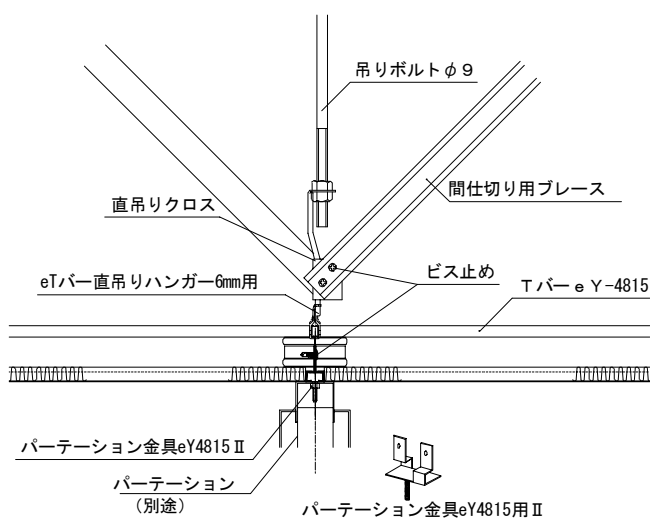 吊りボルトφ９
直吊りクロス
間仕切り用ブレース
eTバー直吊りハンガー6mm用
ビス止め
ＴバーｅＹ-4815
パーテーション金具eY4815Ⅱ
パーテーション
（別途）
パーテーション金具eY4815用Ⅱ